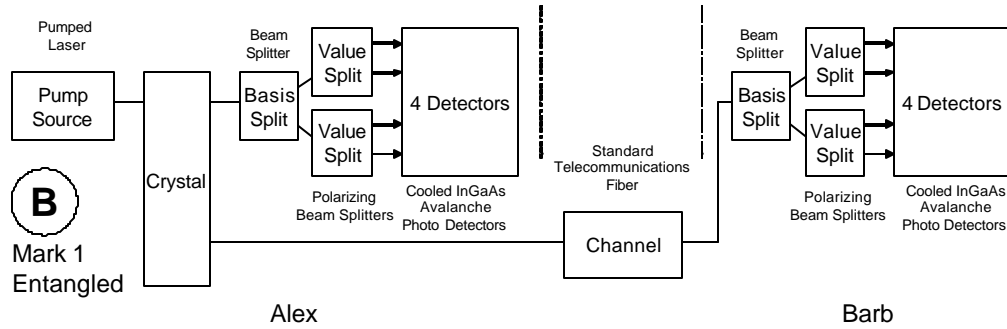 Pumped
Laser
Pump
Source
Crystal
Beam
Splitter
Basis
Split
Value
Split
Value
Split
Polarizing
Beam Splitters
4 Detectors
Cooled InGaAs
Avalanche
Photo Detectors
Standard
Telecommunications
Fiber
Channel
Beam
Splitter
Basis
Split
Value
Split
Value
Split
Polarizing
Beam Splitters
4 Detectors
Cooled InGaAs
Avalanche
Photo Detectors
B
Mark 1
Entangled
Alex
Barb